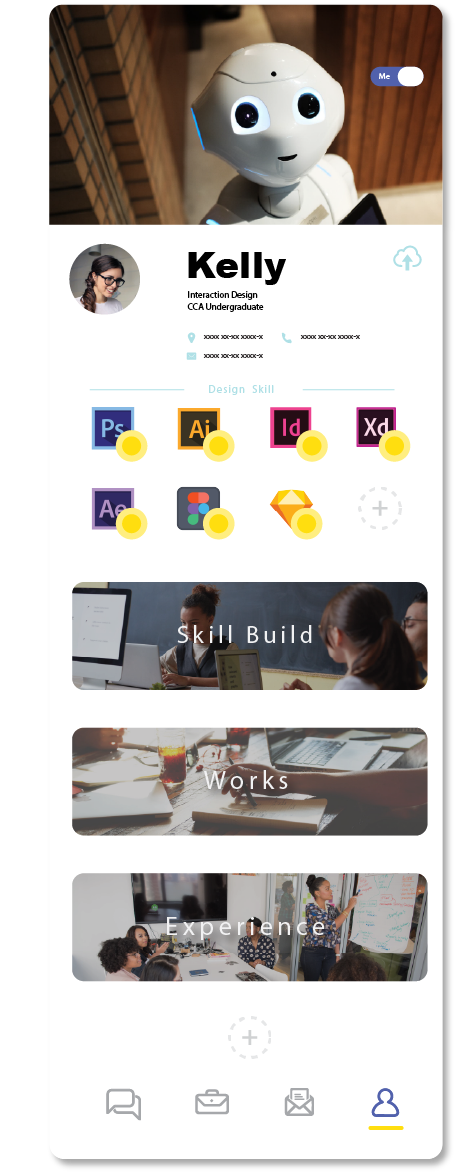 Me
Kelly
Interaction Design
CCA Undergraduate
xxxx xx-xx xxxx-x
xxxx xx-xx xxxx-x
xxxx xx-xx xxxx-x
Design Skill
Ps
Ai
Id
Xd
Ae
Skill Build
Works
Experience